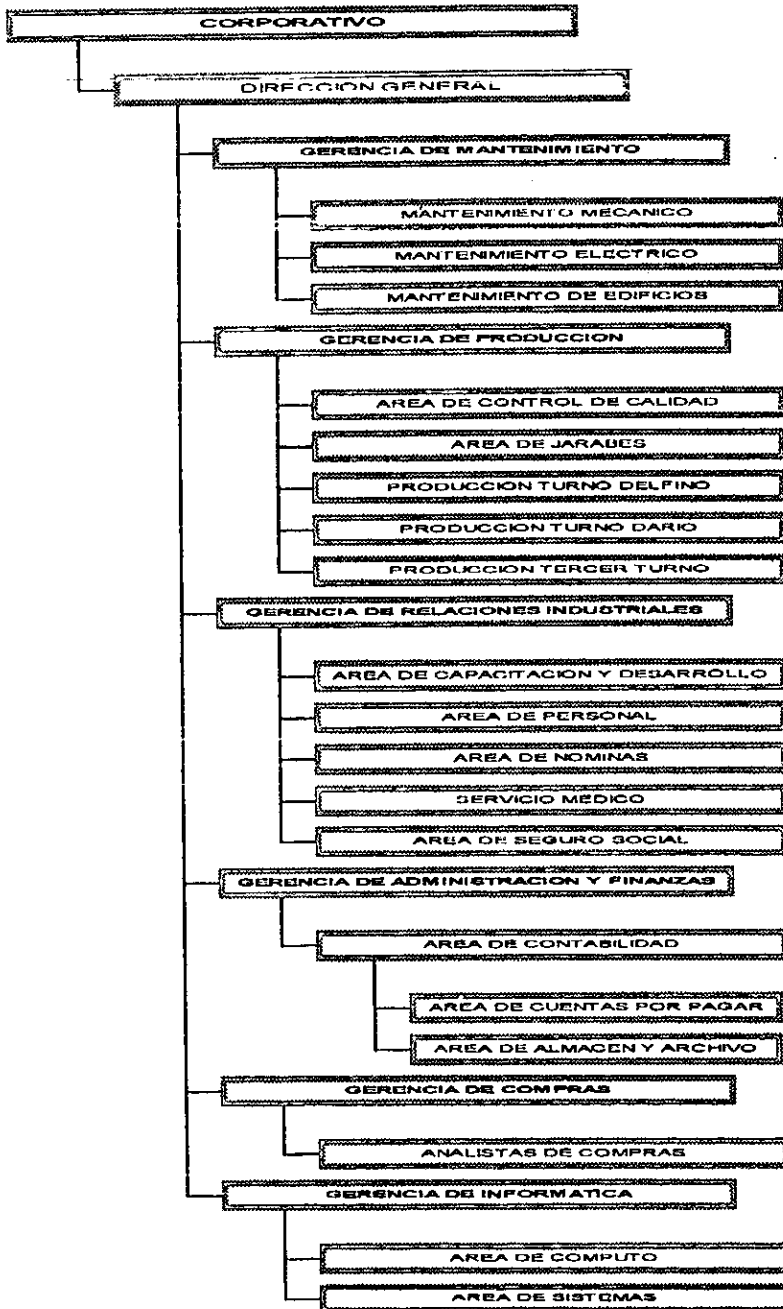 CORPORATIVO
DIRECCION GENERAL
GERENCIA DE MANTENIMIENTO
MANTENIMIENTO MECANICO
MANTENIMIENTO ELECTRICO
MANTENIMIENTO DE EDIFICIOS
GERENCIA DE PRODUCCION
AREA DE CONTROL DE CALIDAD
AREA DE JARABES
PRODUCCION TURNO DELFINO
PRODUCCION TURNO DARIO
PRODUCCION TERCER TURNO
GERENCIA DE RELACIONES INDUSTRIALES
AREA DE CAPACITACION Y DESARROLLO
AREA DE PERSONAL
AREA DE NOMINAS
SERVICIO MEDICO
AREA DE SEGURO SOCIAL
GERENCIA DE ADMINISTRACION Y FINANZAS
AREA DE CONTABILIDAD
AREA DE CUENTAS POR PAGAR
AREA DE ALMACEN Y ARCHIVO
GERENCIA DE COMPRAS
ANALISTAS DE COMPRAS
GERENCIA DE INFORMATICA
AREA DE COMPUTO
AREA DE SISTEMAS